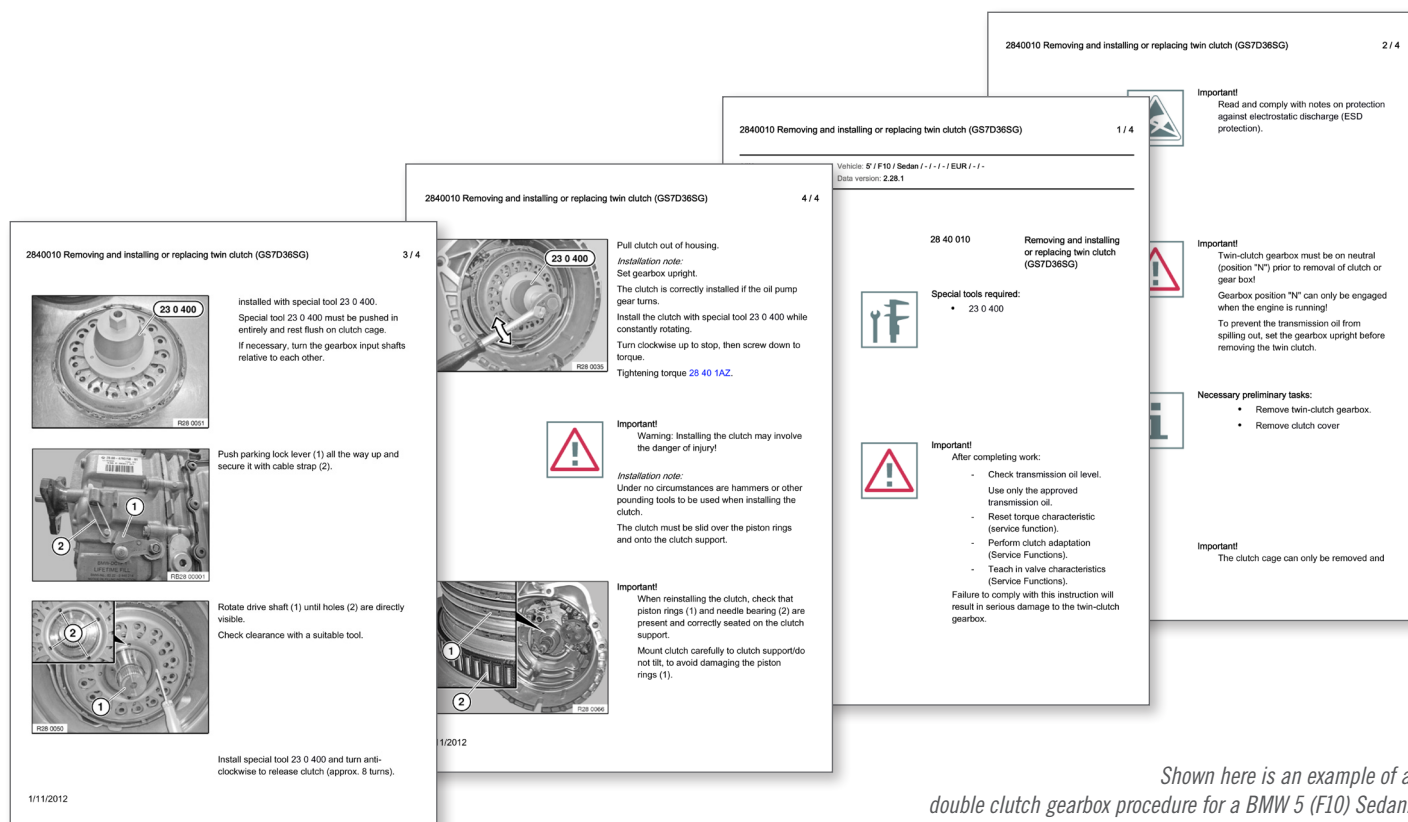 2840010 Removing and installing or replacing twin clutch (GS7D36SG) 3 / 4
23 0 400
R28 0051
installed with special tool 23 0 400.
Special tool 23 0 400 must be pushed in
entirely and rest flush on clutch cage.
If necessary, turn the gearbox input shafts
relative to each other.
1
2
RB28 00001
Push parking lock lever (1) all the way up and
secure it with cable strap (2).
2
1
R28 0050
Rotate drive shaft (1) until holes (2) are directly
visible.
Check clearance with a suitable tool.
Install special tool 23 0 400 and turn anti-
clockwise to release clutch (approx. 8 turns).
1/11/2012
2840010 Removing and installing or replacing twin clutch (GS7D36SG) 4 / 4
23 0 400
R28 0035
Pull clutch out of housing.
Installation note:
Set gearbox upright.
The clutch is correctly installed if the oil pump
gear turns.
Install the clutch with special tool 23 0 400 while
constantly rotating.
Turn clockwise up to stop, then screw down to
torque.
Tightening torque 28 40 1AZ.
Important!
Warning: Installing the clutch may involve
the danger of injury!
Installation note:
Under no circumstances are hammers or other
pounding tools to be used when installing the
clutch.
The clutch must be slid over the piston rings
and onto the clutch support.
1
2
R28 0066
Important!
When reinstalling the clutch, check that
piston rings (1) and needle bearing (2) are
present and correctly seated on the clutch
support.
Mount clutch carefully to clutch support/do
not tilt, to avoid damaging the piston
rings (1).
11/2012
2840010 Removing and installing or replacing twin clutch (GS7D36SG) 1 / 4
Vehicle: 5' / F10 / Sedan / - / - / - / EUR / - / -
Data version: 2.28.1
28 40 010 Removing and installing
or replacing twin clutch
(GS7D36SG)
Special tools required:
• 23 0 400
Important!
After completing work:
- Check transmission oil level.
Use only the approved
transmission oil.
- Reset torque characteristic
(service function).
- Perform clutch adaptation
(Service Functions).
- Teach in valve characteristics
(Service Functions).
Failure to comply with this instruction will
result in serious damage to the twin-clutch
gearbox.
2840010 Removing and installing or replacing twin clutch (GS7D36SG) 2 / 4
Important!
Read and comply with notes on protection
against electrostatic discharge (ESD
protection).
Important!
Twin-clutch gearbox must be on neutral
(position "N") prior to removal of clutch or
gear box!
Gearbox position "N" can only be engaged
when the engine is running!
To prevent the transmission oil from
spilling out, set the gearbox upright before
removing the twin clutch.
Necessary preliminary tasks:
• Remove twin-clutch gearbox.
• Remove clutch cover
Important!
The clutch cage can only be removed and
Shown here is an example of a
double clutch gearbox procedure for a BMW 5 (F10) Sedan.